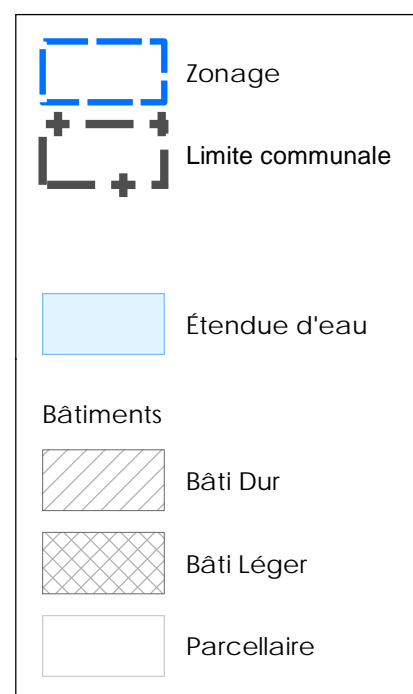 Zonage
Limite communale
Étendue d'eau
Bâtiments
Bâti Dur
Bâti Léger
Parcellaire